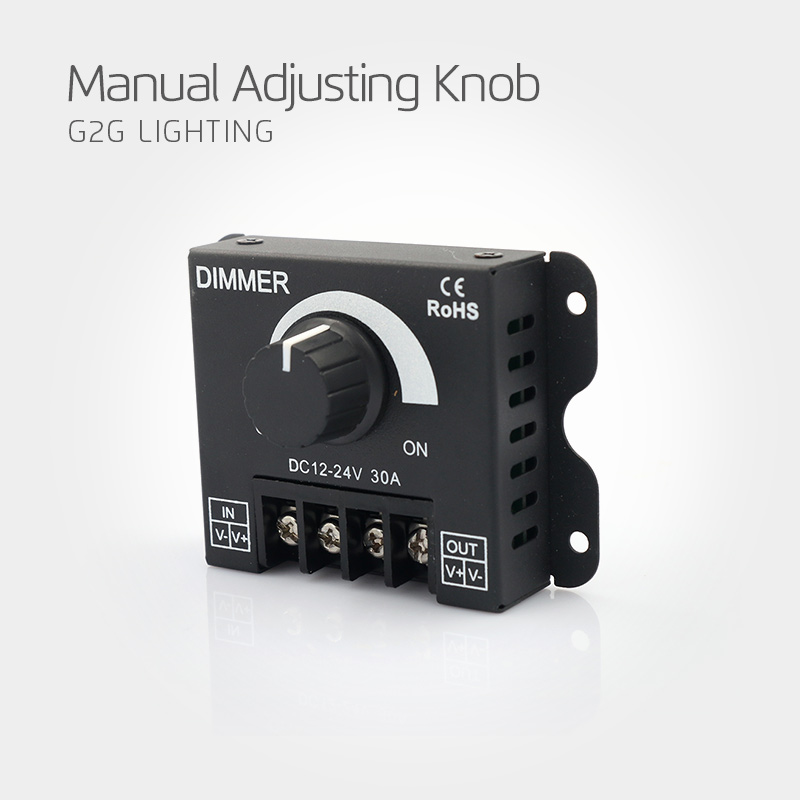 Manual Adjusting Knob
G2G LIGHTING
DIMMER
CE
RoHS
ON
DC12-24V 30A
IN
V- V+
OUT
V+ V-